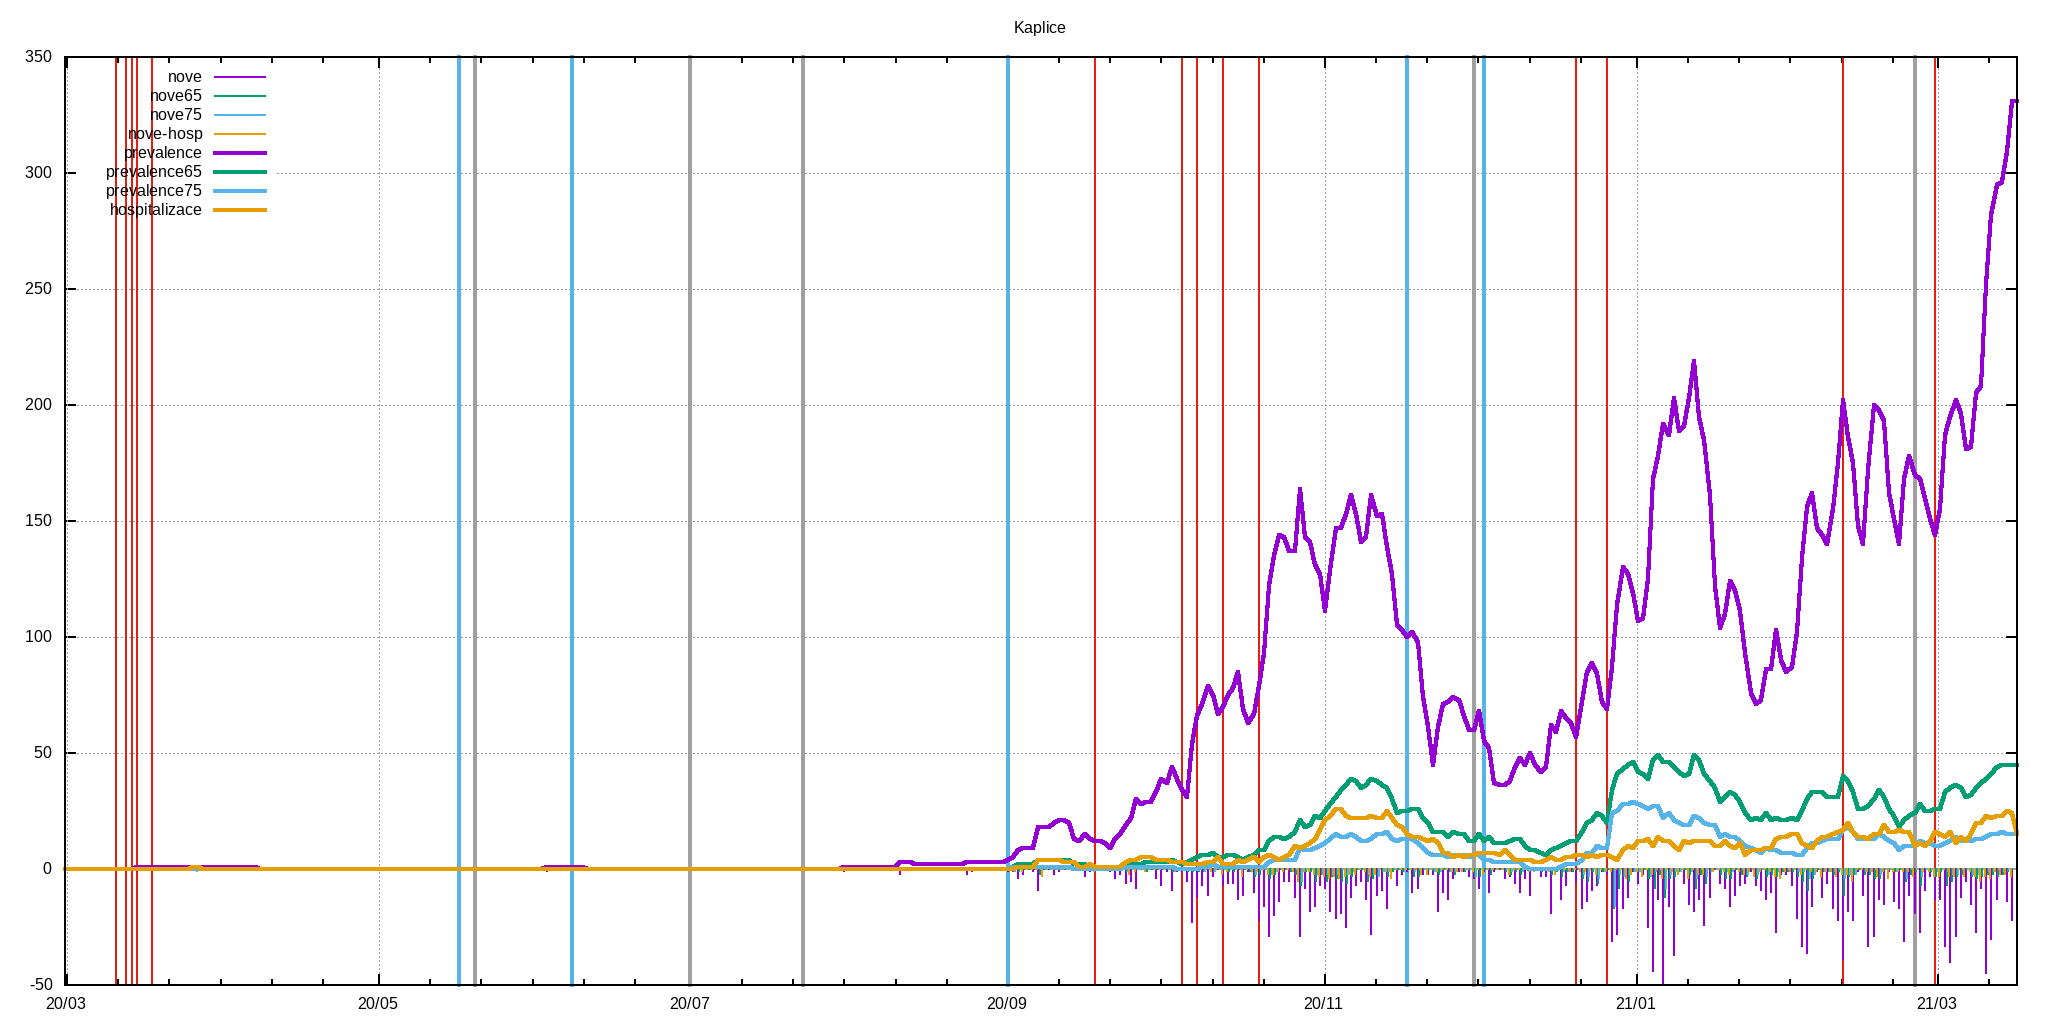 Kaplice
350
300
250
200
150
100
50
0
-50
nove
nove65
nove75
nove-hosp
prevalence
prevalence65
prevalence75
hospitalizace
20/03
20/05
20/07
20/09
20/11
21/01
21/03